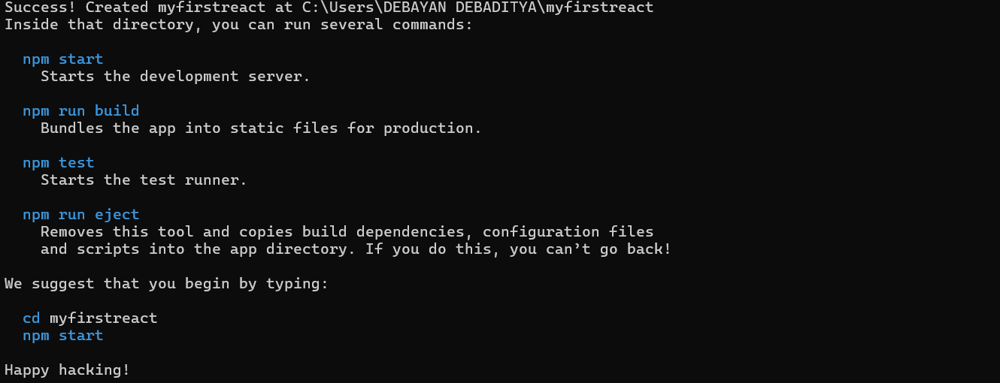 Success! Created myfirstreact at C:\Users\DEBAYAN DEBADITYA\myfirstreact
Inside that directory, you can run several commands:
npm start
Starts the development server.
npm run build
Bundles the app into static files for production.
npm test
Starts the test runner.
npm run eject
Removes this tool and copies build dependencies, configuration files
and scripts into the app directory. If you do this, you can’t go back!
We suggest that you begin by typing:
cd myfirstreact
npm start
Happy hacking!